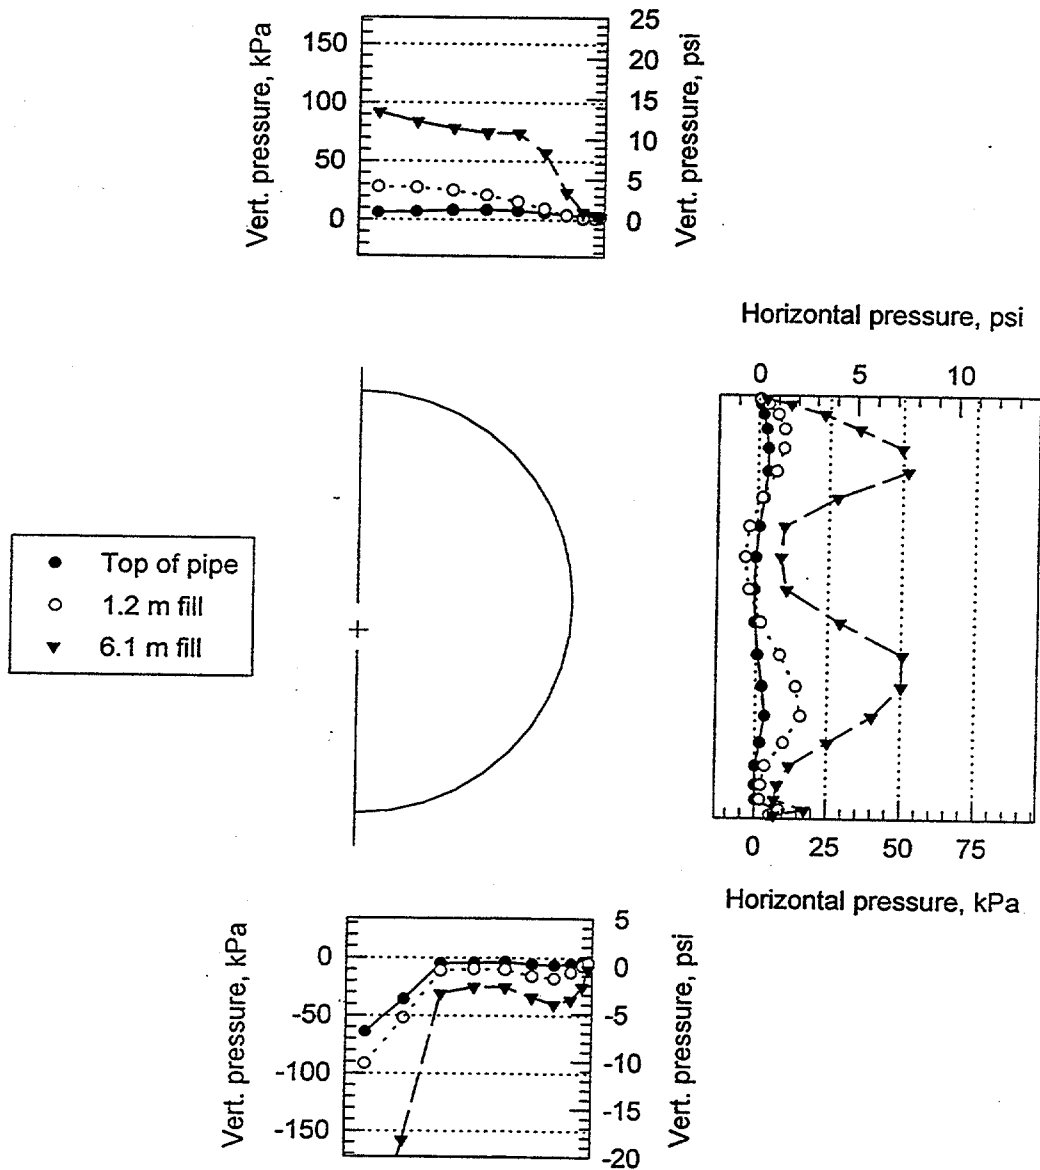 Vert. pressure, kPa
150
100
50
0
25
20
15
10
5
0
Vert. pressure, psi
Horizontal pressure, psi
0 5 10
Top of pipe
1.2 m fill
6.1 m fill
0 25 50 75
Horizontal pressure, kPa
Vert. pressure, kPa
0
-50
-100
-150
5
0
-5
-10
-15
-20
Vert. pressure, psi